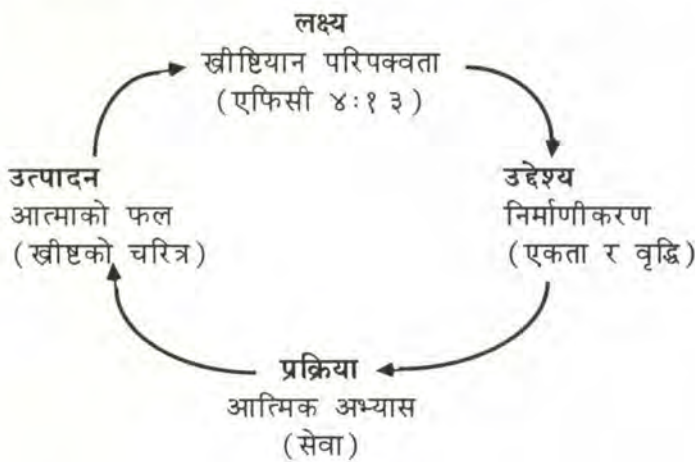 लक्ष्य
ख्रीष्टियान परिपक्वता
(एफिसी ४:१३)
उद्देश्य
निर्माणीकरण
(एकता र वृद्धि)
प्रक्रिया
आत्मिक अभ्यास
(सेवा)
उत्पादन
आत्माको फल
(ख्रीष्टको चरित्र)